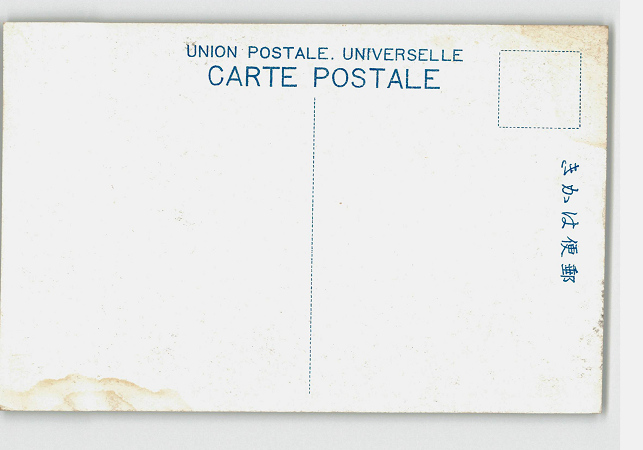 UNION POSTALE. UNIVERSELLE
CARTE POSTALE
きかは便郵